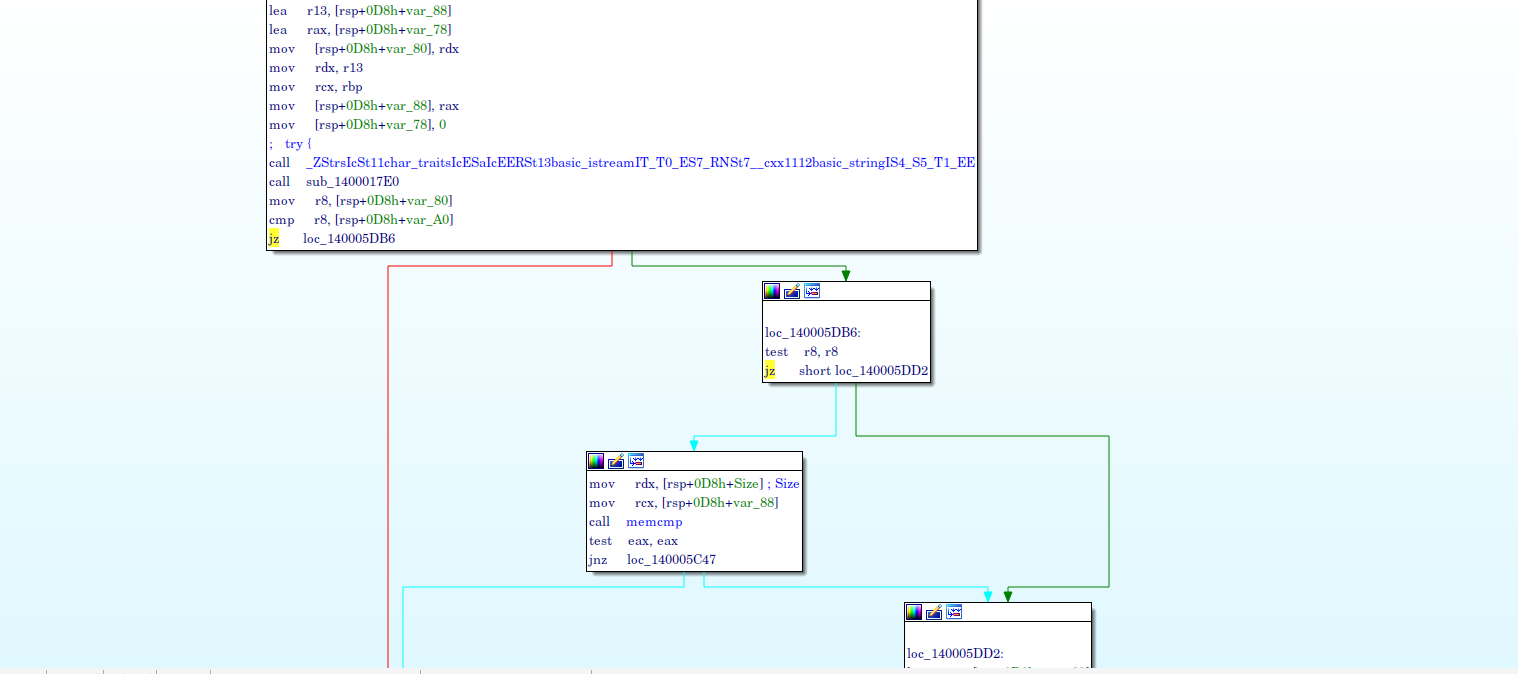 lea r13, [rsp+0D8h+var_88]
lea rax, [rsp+0D8h+var_78]
mov [rsp+0D8h+var_80], rdx
mov rdx, r13
mov rcx, rbp
mov [rsp+0D8h+var_88], rax
mov [rsp+0D8h+var_78], 0
; try {
call _ZStrsIcSt11char_traitsIcESaIcEERSt13basic_istreamIT_T0_ES7_RNSt7__cxx1112basic_stringIS4_S5_T1_EE
call sub_1400017E0
mov r8, [rsp+0D8h+var_80]
cmp r8, [rsp+0D8h+var_A0]
jz loc_140005DB6
loc_140005DB6:
test r8, r8
jz short loc_140005DD2
mov rdx, [rsp+0D8h+Size] ; Size
mov rcx, [rsp+0D8h+var_88]
call memcmp
test eax, eax
jnz loc_140005C47
loc_140005DD2: